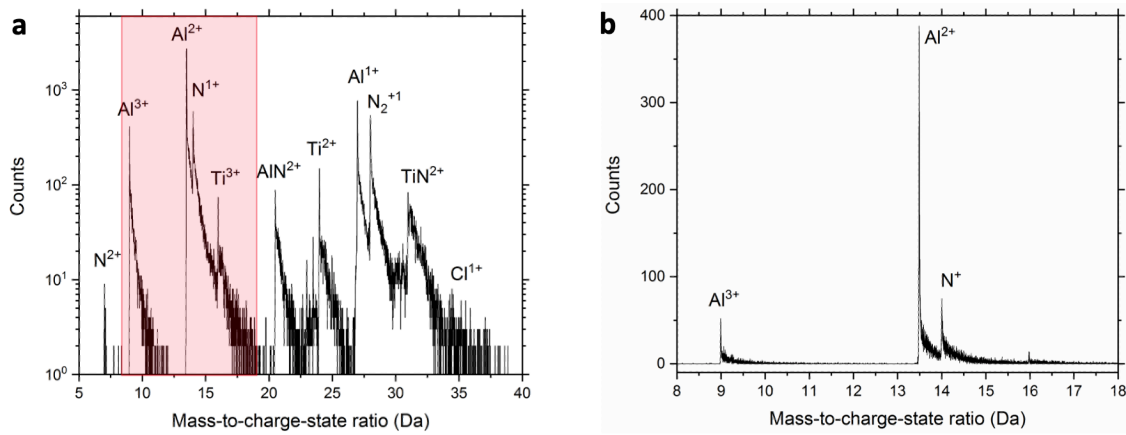 a
Counts
10³
10²
10¹
10⁰
Al²⁺
Al³⁺
N¹⁺
Ti³⁺
N²⁺
AlN²⁺
Ti²⁺
Al¹⁺
N₂⁺¹
TiN²⁺
Cl¹⁺
5 10 15 20 25 30 35 40
Mass-to-charge-state ratio (Da)
b
Counts
400
300
200
100
0
Al²⁺
Al³⁺
N⁺
8 9 10 11 12 13 14 15 16 17 18
Mass-to-charge-state ratio (Da)